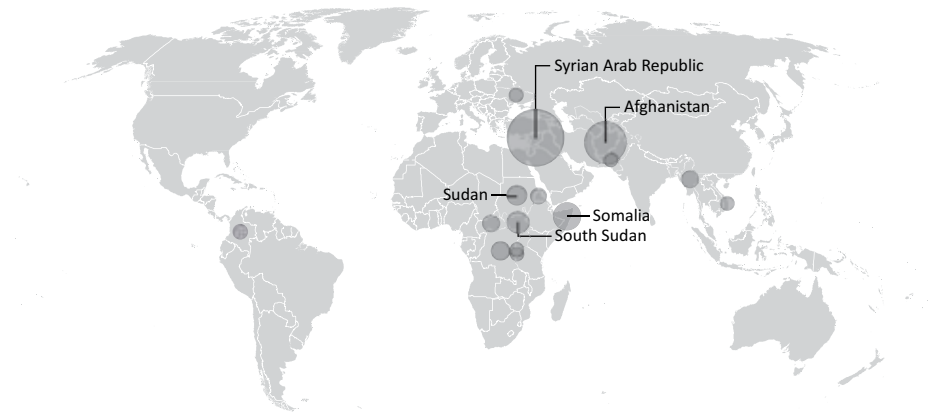 Syrian Arab Republic
Afghanistan
Sudan
Somalia
South Sudan